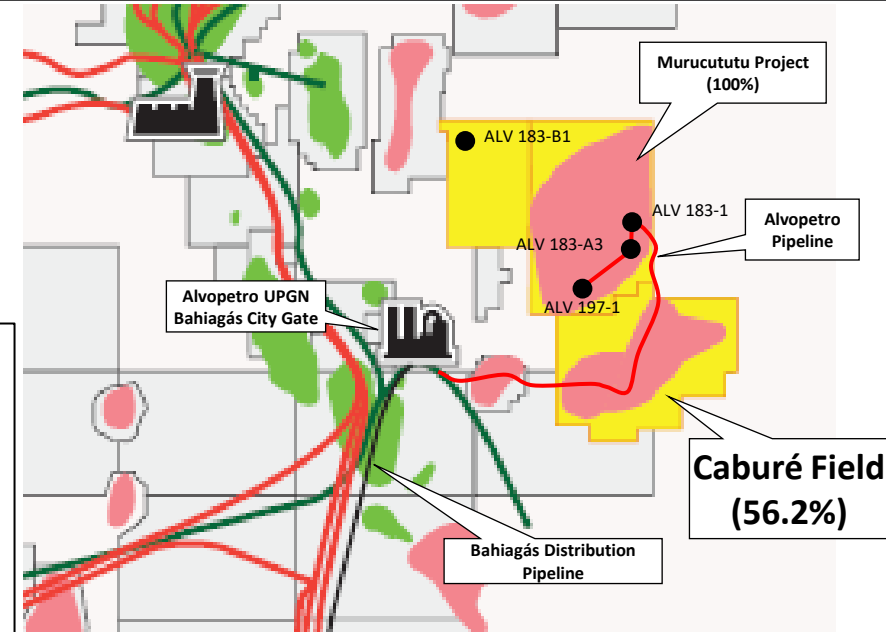 Murucututu Project
(100%)
ALV 183-B1
ALV 183-1
Alvopetro
Pipeline
ALV 183-A3
Alvopetro UPGN
Bahiagás City Gate
ALV 197-1
Caburé Field
(56.2%)
Bahiagás Distribution
Pipeline